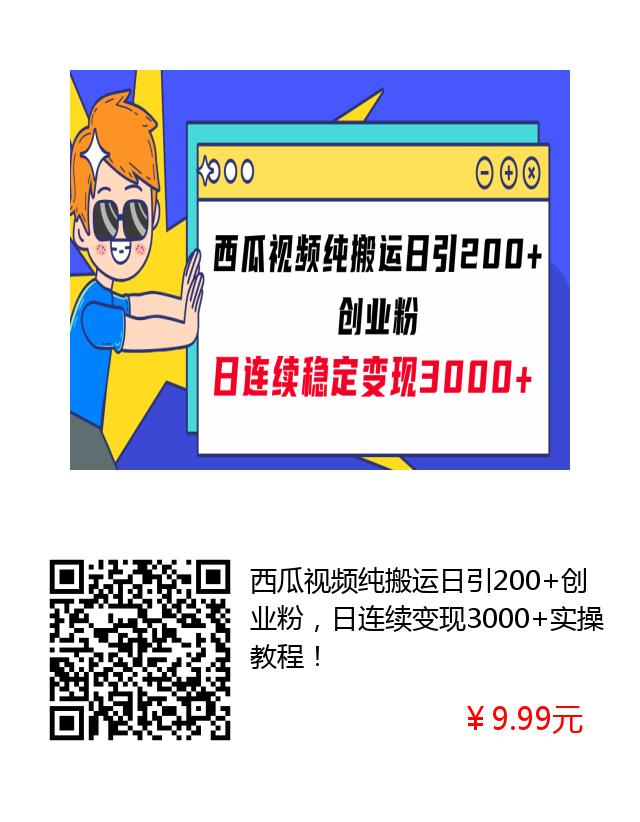 西瓜视频纯搬运日引200+
创业粉
日连续稳定变现3000+
西瓜视频纯搬运日引200+创
业粉，日连续变现3000+实操
教程！
￥9.99元